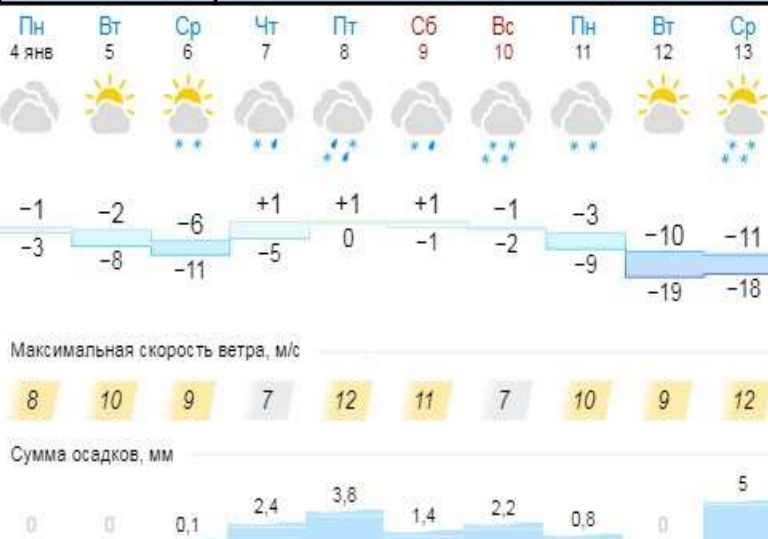 Пн Вт Ср Чт Пт Сб Вс Пн Вт Ср
4 янв 5 6 7 8 9 10 11 12 13
−1 −2 −6 +1 +1 +1 −1 −3 −10 −11
−3 −8 −11 −5 0 −1 −2 −9 −19 −18
Максимальная скорость ветра, м/с
8 10 9 7 12 11 7 10 9 12
Сумма осадков, мм
0 0 0,1 2,4 3,8 1,4 2,2 0,8 0 5